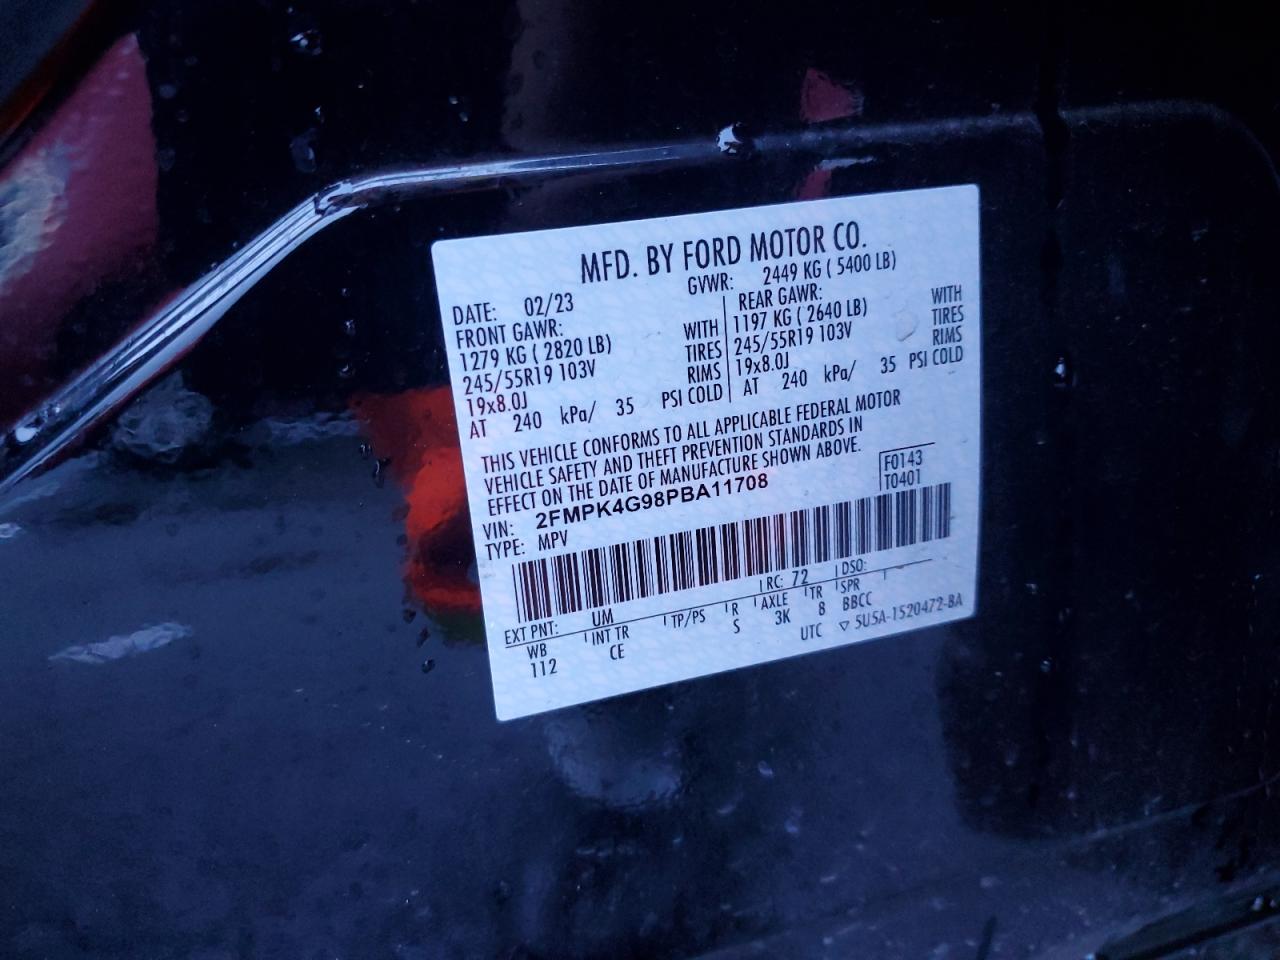 MFD. BY FORD MOTOR CO.
DATE: 02/23 GVWR: 2449 KG ( 5400 LB)
FRONT GAWR: REAR GAWR:
1279 KG ( 2820 LB) WITH 1197 KG ( 2640 LB) WITH
245/55R19 103V TIRES 245/55R19 103V TIRES
19x8.0J RIMS 19x8.0J RIMS
AT 240 kPa/ 35 PSI COLD AT 240 kPa/ 35 PSI COLD
THIS VEHICLE CONFORMS TO ALL APPLICABLE FEDERAL MOTOR
VEHICLE SAFETY AND THEFT PREVENTION STANDARDS IN
EFFECT ON THE DATE OF MANUFACTURE SHOWN ABOVE.
F0143
T0401
VIN: 2FMPK4G98PBA11708
TYPE: MPV
EXT PNT: UM RC: 72 DSO:
WB INT TR TP/PS R AXLE TR SPR
112 CE S 3K 8 BBCC
UTC ▽ 5U5A-1520472-BA